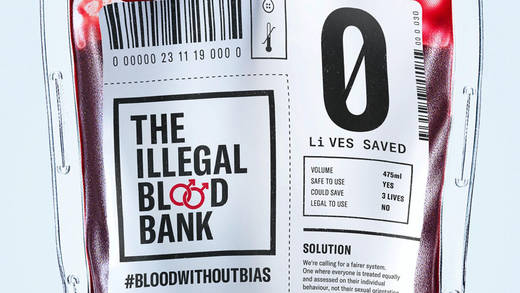 0 00000 23 11 19 000 0
THE
ILLEGAL
BLOOD
BANK
#BLOODWITHOUTBIAS
0
LiVES SAVED
VOLUME 475ml
SAFE TO USE YES
COULD SAVE 3 LIVES
LEGAL TO USE NO
SOLUTION
We're calling for a fairer system.
One where everyone is treated equally
and assessed on their individual
behaviour, not their sexual orientation